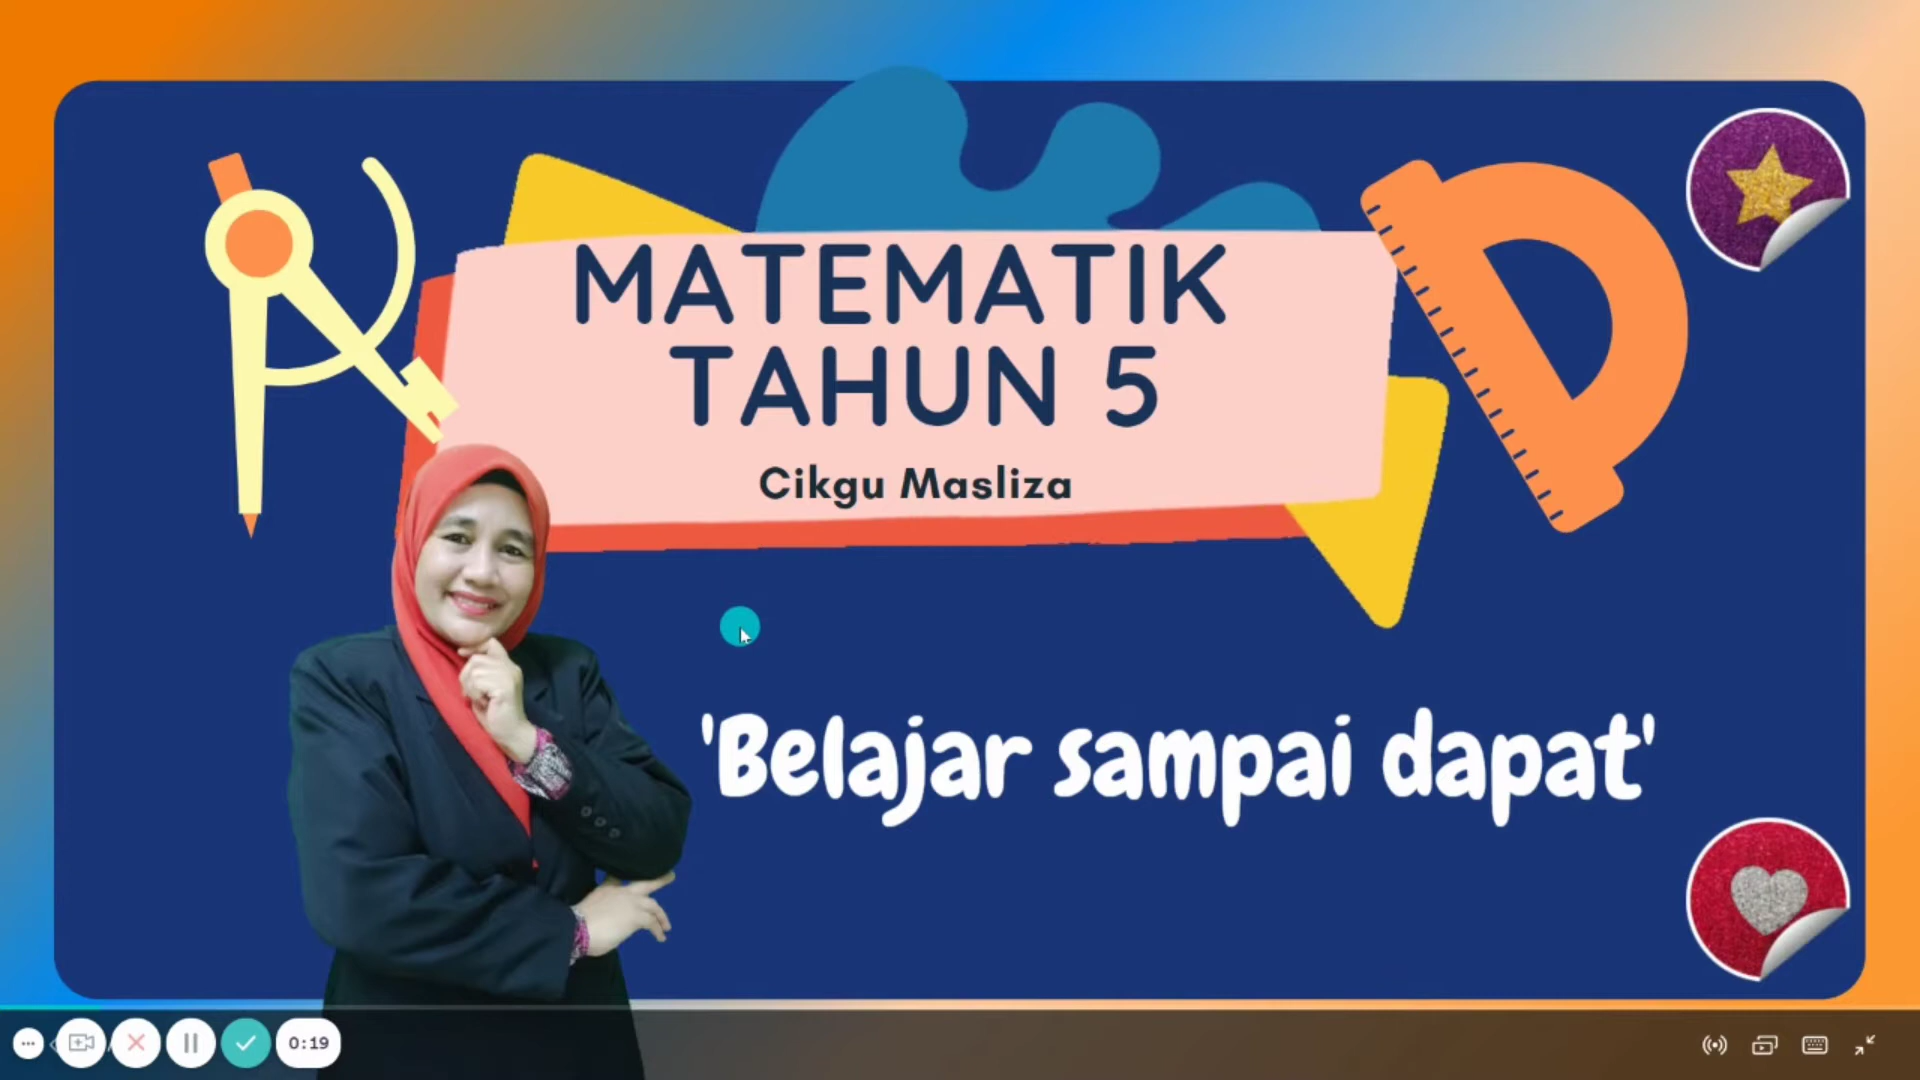 MATEMATIK
TAHUN 5
Cikgu Masliza
'Belajar sampai dapat'
0:19